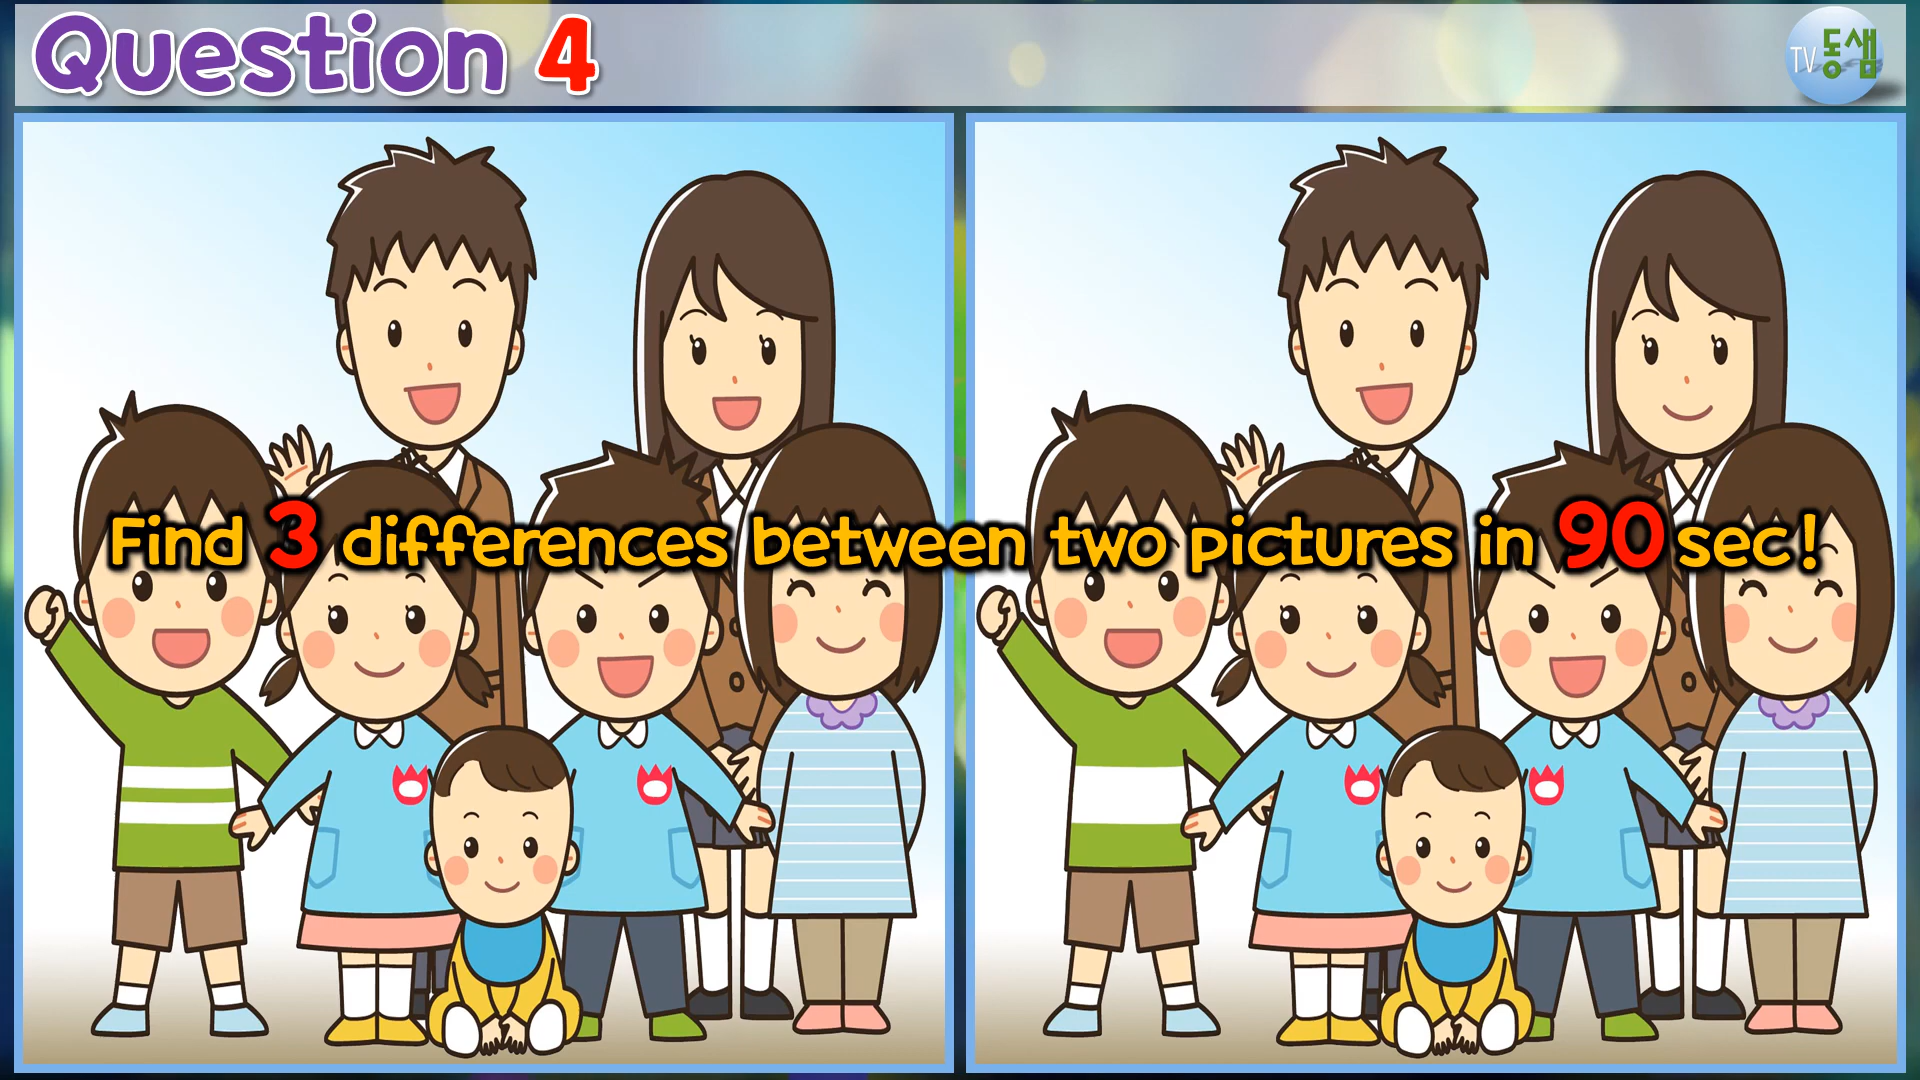 Question 4
TV동샘
Find 3 differences between two pictures in 90 sec!